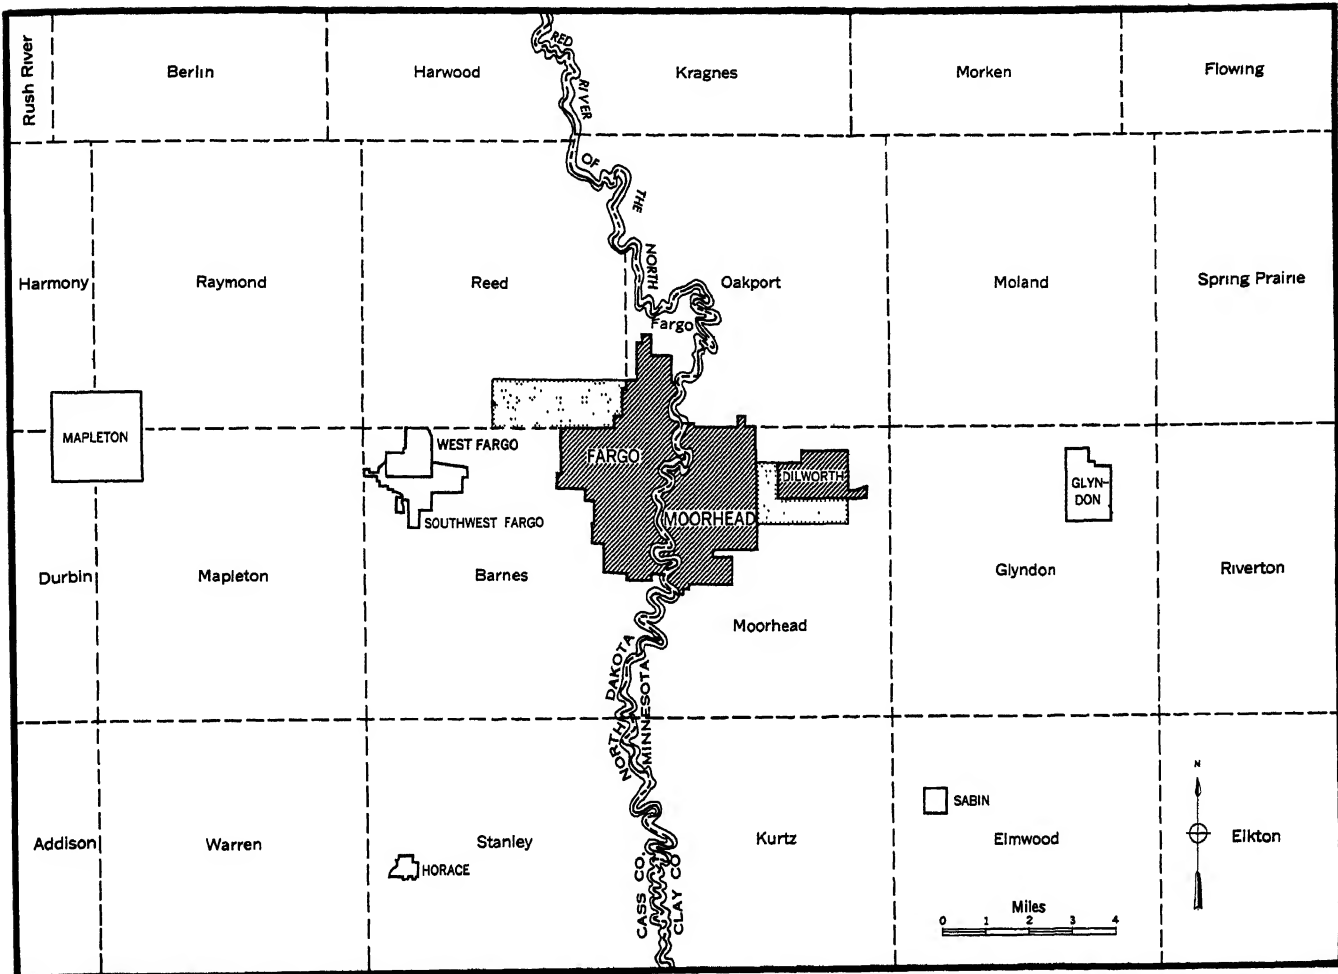 Rush River
Berlin
Harwood
Kragnes
Morken
Flowing
RED RIVER OF THE NORTH
Harmony
Raymond
Reed
Oakport
Moland
Spring Prairie
Fargo
MAPLETON
WEST FARGO
FARGO
DILWORTH
GLYN-
DON
SOUTHWEST FARGO
MOORHEAD
Durbin
Mapleton
Barnes
Glyndon
Riverton
Moorhead
NORTH DAKOTA
MINNESOTA
N
SABIN
Addison
Warren
Stanley
Kurtz
Elmwood
Elkton
HORACE
CASS CO.
CLAY CO
Miles
0 1 2 3 4